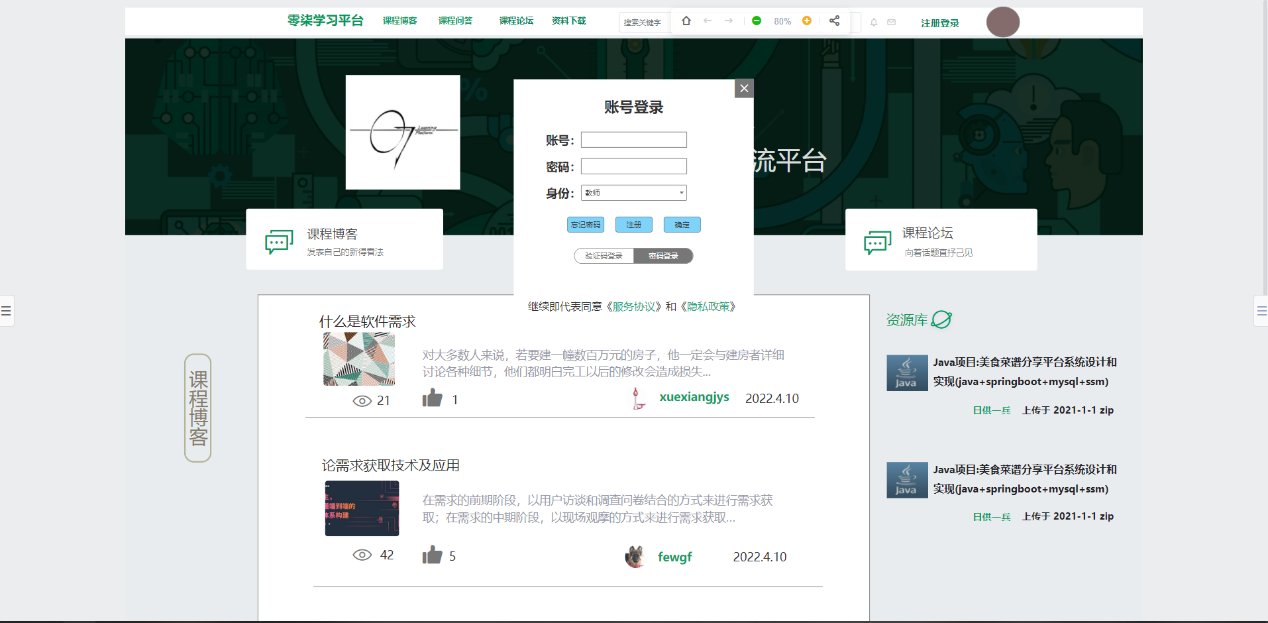 零柒学习平台 课程博客 课程问答 课程论坛 资料下载 搜索关键字 80% 注册登录
账号登录
流平台
账号：
密码：
身份： 教师
忘记密码 注册 确定
验证码登录 密码登录
继续即代表同意《服务协议》和《隐私政策》
课程博客
发表自己的新得看法
课程论坛
向着话题直抒己见
课程博客
什么是软件需求
对大多数人来说，若要建一幢数百万元的房子，他一定会与建房者详细
讨论各种细节，他们都明白完工以后的修改会造成损失...
21 1 xuexiangjys 2022.4.10
论需求获取技术及应用
在需求的前期阶段，以用户访谈和调查问卷结合的方式来进行需求获
取；在需求的中期阶段，以现场观摩的方式来进行需求获取...
42 5 fewgf 2022.4.10
资源库
Java
Java项目:美食菜谱分享平台系统设计和
实现(java+springboot+mysql+ssm)
日供一兵 上传于 2021-1-1 zip
Java
Java项目:美食菜谱分享平台系统设计和
实现(java+springboot+mysql+ssm)
日供一兵 上传于 2021-1-1 zip